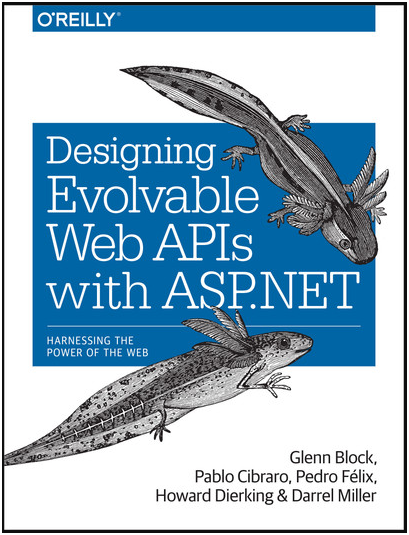 O'REILLY®
Designing
Evolvable
Web APIs
with ASP.NET
HARNESSING THE
POWER OF THE WEB
Glenn Block,
Pablo Cibraro, Pedro Félix,
Howard Dierking & Darrel Miller